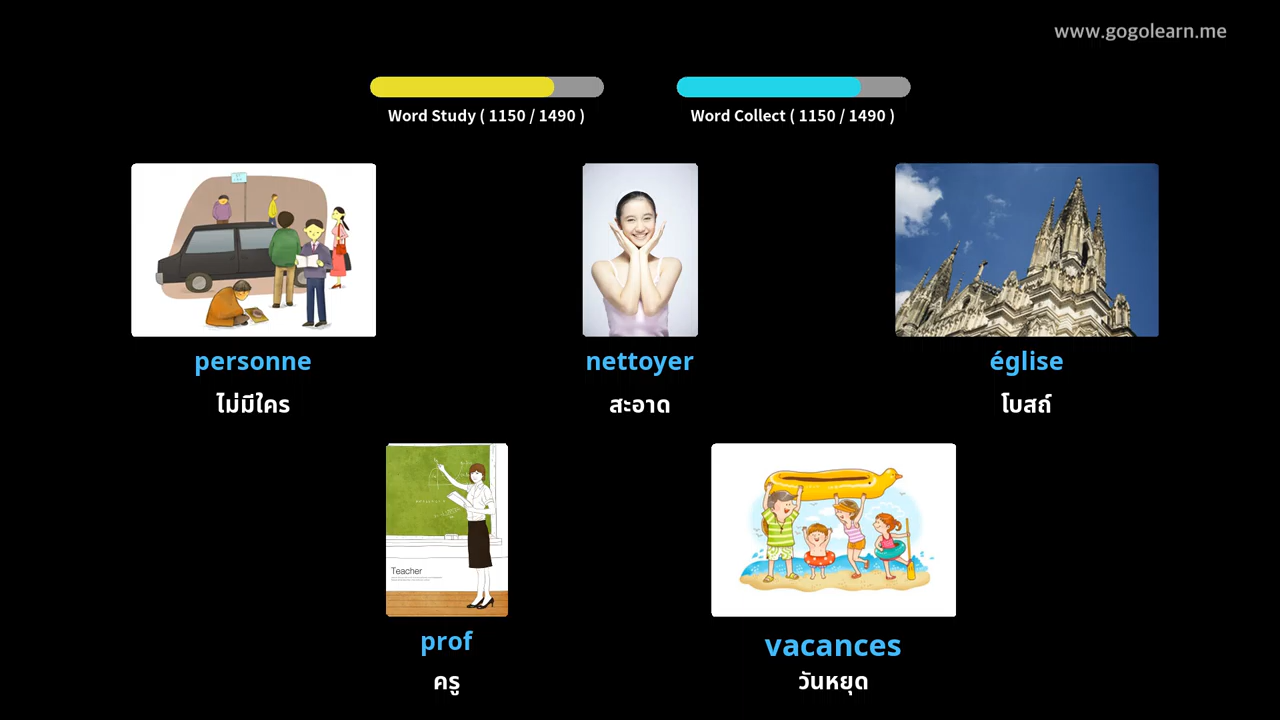 www.gogolearn.me
Word Study ( 1150 / 1490 )
Word Collect ( 1150 / 1490 )
personne
ไม่มีใคร
nettoyer
สะอาด
église
โบสถ์
Teacher
prof
ครู
vacances
วันหยุด